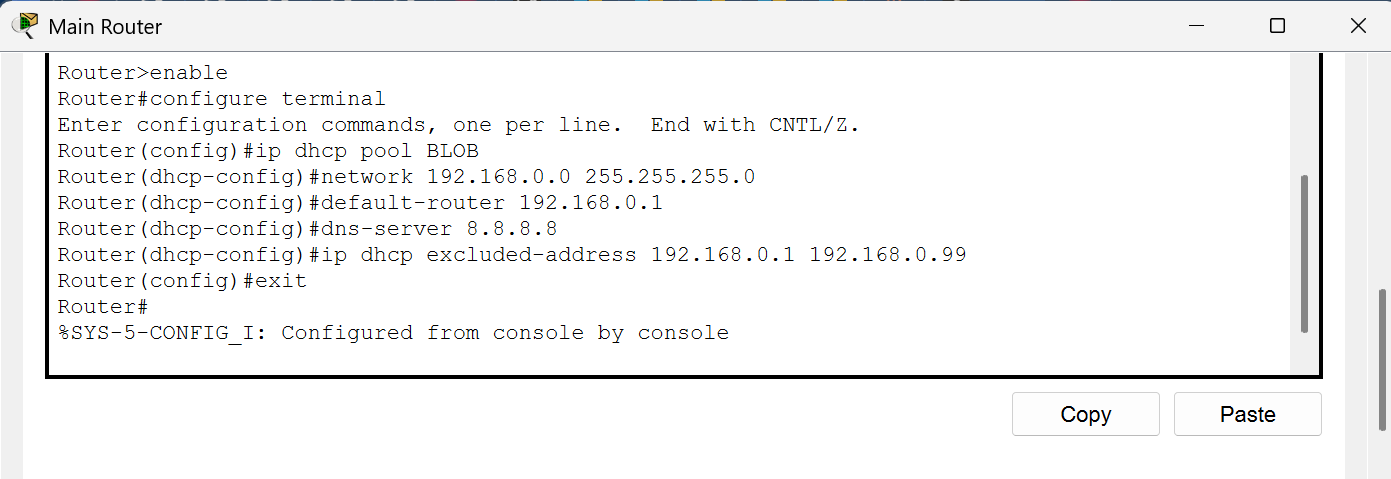 Main Router
Router>enable
Router#configure terminal
Enter configuration commands, one per line.  End with CNTL/Z.
Router(config)#ip dhcp pool BLOB
Router(dhcp-config)#network 192.168.0.0 255.255.255.0
Router(dhcp-config)#default-router 192.168.0.1
Router(dhcp-config)#dns-server 8.8.8.8
Router(dhcp-config)#ip dhcp excluded-address 192.168.0.1 192.168.0.99
Router(config)#exit
Router#
%SYS-5-CONFIG_I: Configured from console by console
Copy Paste